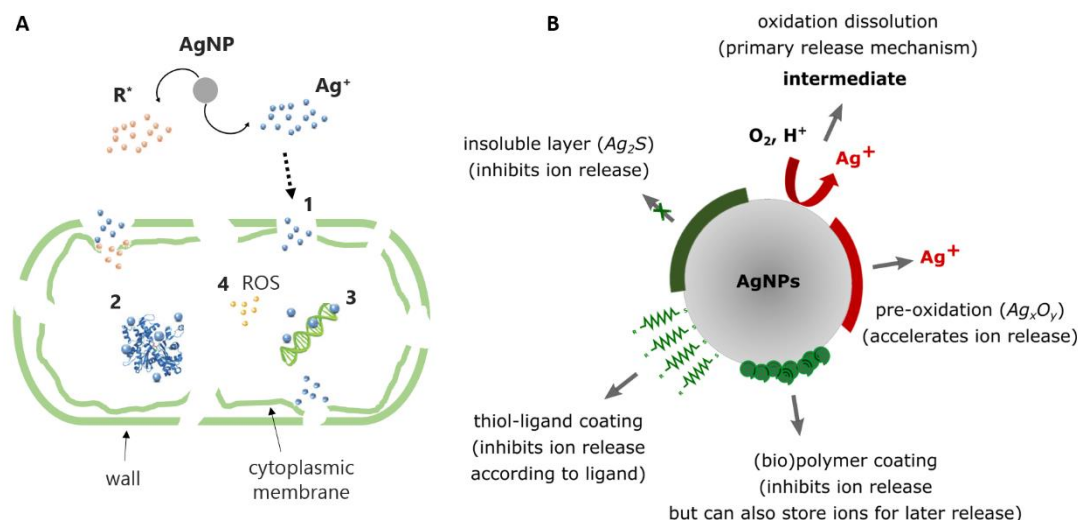 A
AgNP
R*
Ag⁺
1
2
4 ROS
3
wall
cytoplasmic
membrane
B
oxidation dissolution
(primary release mechanism)
intermediate
O₂, H⁺
Ag⁺
insoluble layer (Ag₂S)
(inhibits ion release)
AgNPs
Ag⁺
pre-oxidation (AgₓOᵧ)
(accelerates ion release)
thiol-ligand coating
(inhibits ion release
according to ligand)
(bio)polymer coating
(inhibits ion release
but can also store ions for later release)